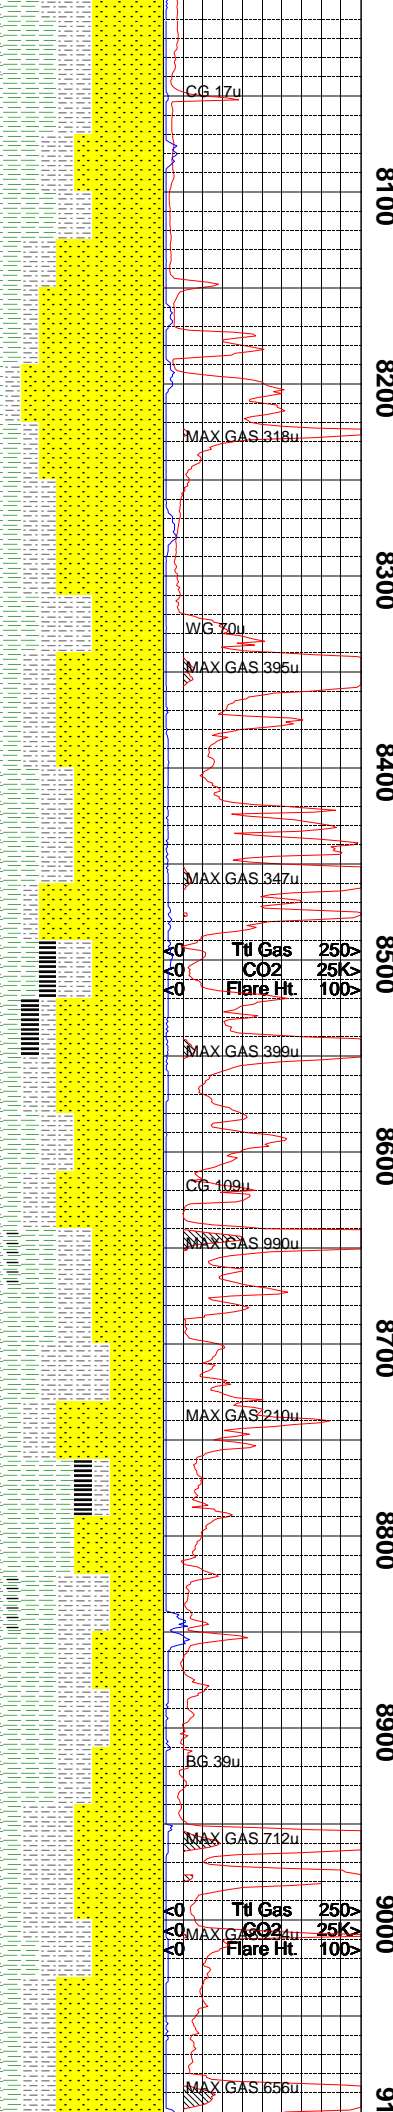 CG 17u
8100
8200
MAX GAS 318u
8300
WG 70u
MAX GAS 395u
8400
MAX GAS 347u
<0 Ttl Gas 250>
<0 CO2 25K>
<0 Flare Ht. 100>
8500
MAX GAS 399u
8600
CG 109u
MAX GAS 990u
8700
MAX GAS 210u
8800
8900
BG 39u
MAX GAS 712u
<0 Ttl Gas 250>
<0 CO2 25K>
MAX GAS
<0 Flare Ht. 100>
9000
MAX GAS 656u
91